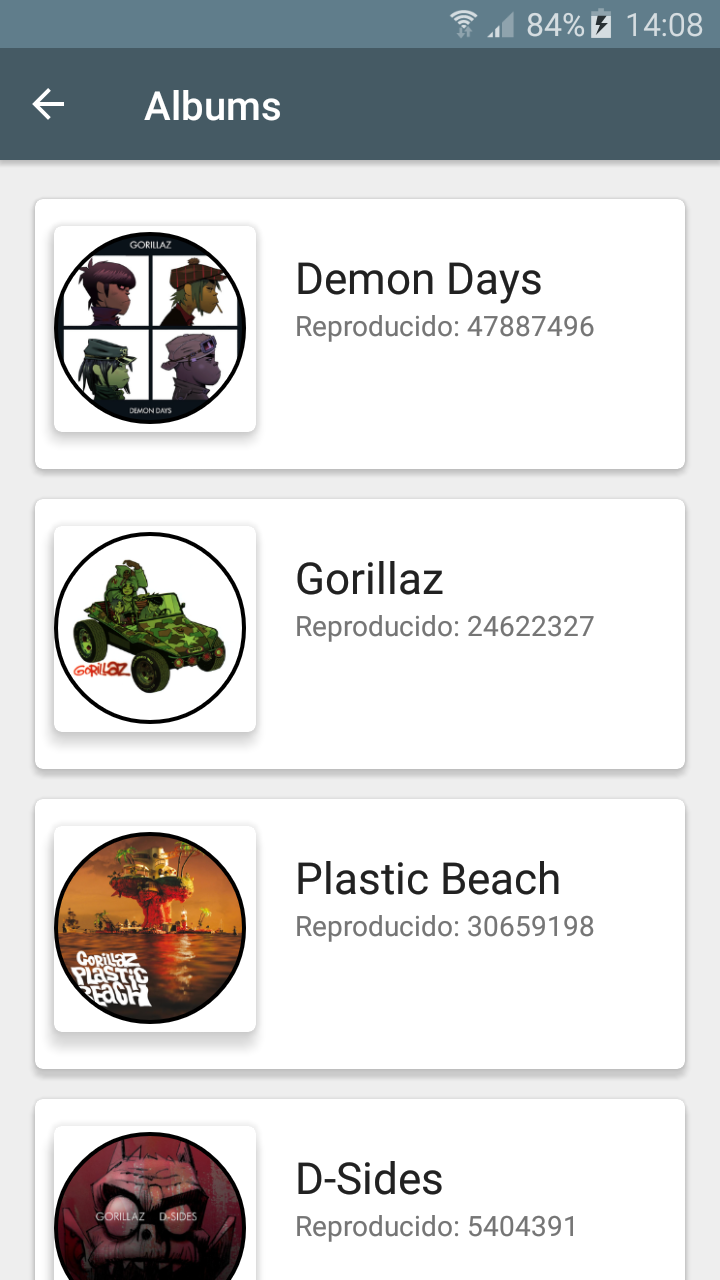 84% 14:08
Albums
GORILLAZ
DEMON DAYS
Demon Days
Reproducido: 47887496
GORILLAZ
Gorillaz
Reproducido: 24622327
GORILLAZ
PLASTIC
BEACH
Plastic Beach
Reproducido: 30659198
GORILLAZ D-SIDES
D-Sides
Reproducido: 5404391